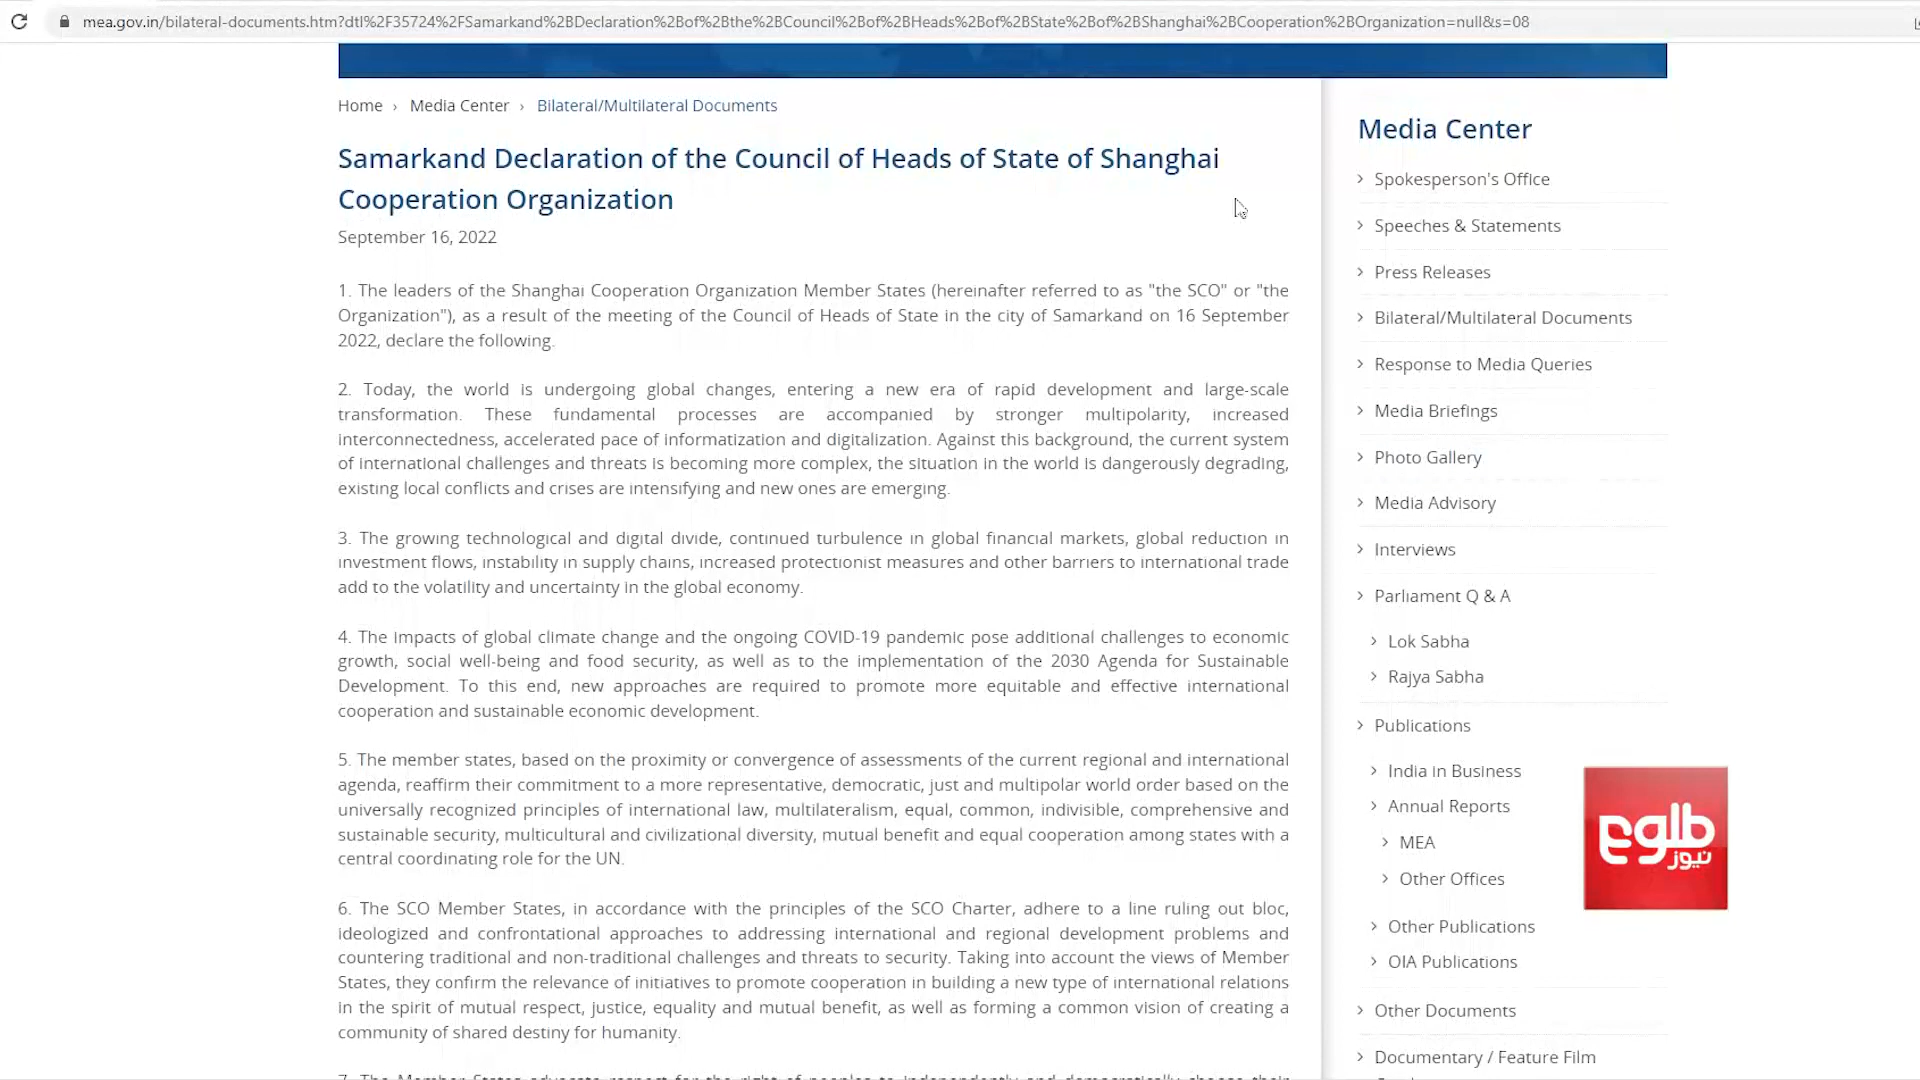 mea.gov.in/bilateral-documents.htm?dtl%2F35724%2FSamarkand%2BDeclaration%2Bof%2Bthe%2BCouncil%2Bof%2BHeads%2Bof%2BState%2Bof%2BShanghai%2BCooperation%2BOrganization=null&s=08
Home › Media Center › Bilateral/Multilateral Documents
Samarkand Declaration of the Council of Heads of State of Shanghai
Cooperation Organization
September 16, 2022
1. The leaders of the Shanghai Cooperation Organization Member States (hereinafter referred to as "the SCO" or "the
Organization"), as a result of the meeting of the Council of Heads of State in the city of Samarkand on 16 September
2022, declare the following.
2. Today, the world is undergoing global changes, entering a new era of rapid development and large-scale
transformation. These fundamental processes are accompanied by stronger multipolarity, increased
interconnectedness, accelerated pace of informatization and digitalization. Against this background, the current system
of international challenges and threats is becoming more complex, the situation in the world is dangerously degrading,
existing local conflicts and crises are intensifying and new ones are emerging.
3. The growing technological and digital divide, continued turbulence in global financial markets, global reduction in
investment flows, instability in supply chains, increased protectionist measures and other barriers to international trade
add to the volatility and uncertainty in the global economy.
4. The impacts of global climate change and the ongoing COVID-19 pandemic pose additional challenges to economic
growth, social well-being and food security, as well as to the implementation of the 2030 Agenda for Sustainable
Development. To this end, new approaches are required to promote more equitable and effective international
cooperation and sustainable economic development.
5. The member states, based on the proximity or convergence of assessments of the current regional and international
agenda, reaffirm their commitment to a more representative, democratic, just and multipolar world order based on the
universally recognized principles of international law, multilateralism, equal, common, indivisible, comprehensive and
sustainable security, multicultural and civilizational diversity, mutual benefit and equal cooperation among states with a
central coordinating role for the UN.
6. The SCO Member States, in accordance with the principles of the SCO Charter, adhere to a line ruling out bloc,
ideologized and confrontational approaches to addressing international and regional development problems and
countering traditional and non-traditional challenges and threats to security. Taking into account the views of Member
States, they confirm the relevance of initiatives to promote cooperation in building a new type of international relations
in the spirit of mutual respect, justice, equality and mutual benefit, as well as forming a common vision of creating a
community of shared destiny for humanity.
7. The Member States advocate respect for the right of peoples to independently and democratically choose their
Media Center
Spokesperson's Office
Speeches & Statements
Press Releases
Bilateral/Multilateral Documents
Response to Media Queries
Media Briefings
Photo Gallery
Media Advisory
Interviews
Parliament Q & A
Lok Sabha
Rajya Sabha
Publications
India in Business
Annual Reports
MEA
Other Offices
Other Publications
OIA Publications
Other Documents
Documentary / Feature Film
طلوع
نیوز